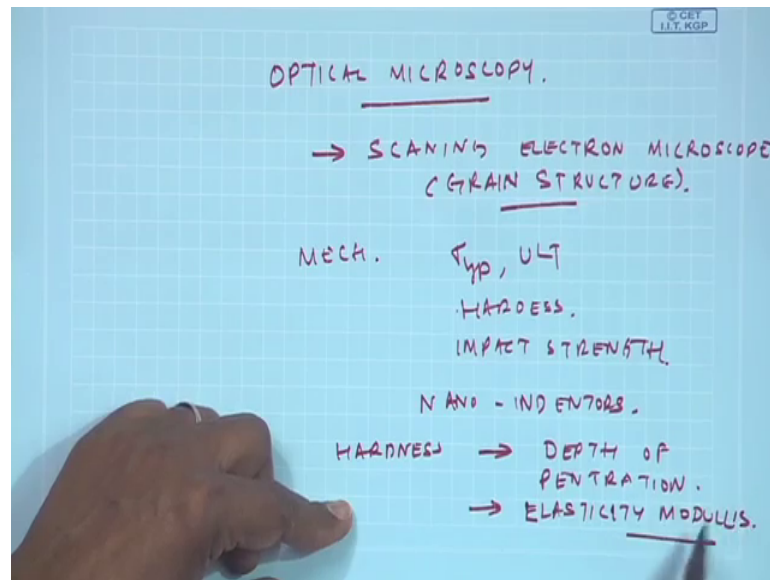 © CET
I.I.T. KGP
OPTICAL MICROSCOPY.
→ SCANING ELECTRON MICROSCOPE
(GRAIN STRUCTURE).
MECH. σyp, ULT
HARDESS.
IMPACT STRENGTH.
NANO - INDENTORS.
HARDNESS → DEPTH OF
PENTRATION.
→ ELASTICITY MODULUS.